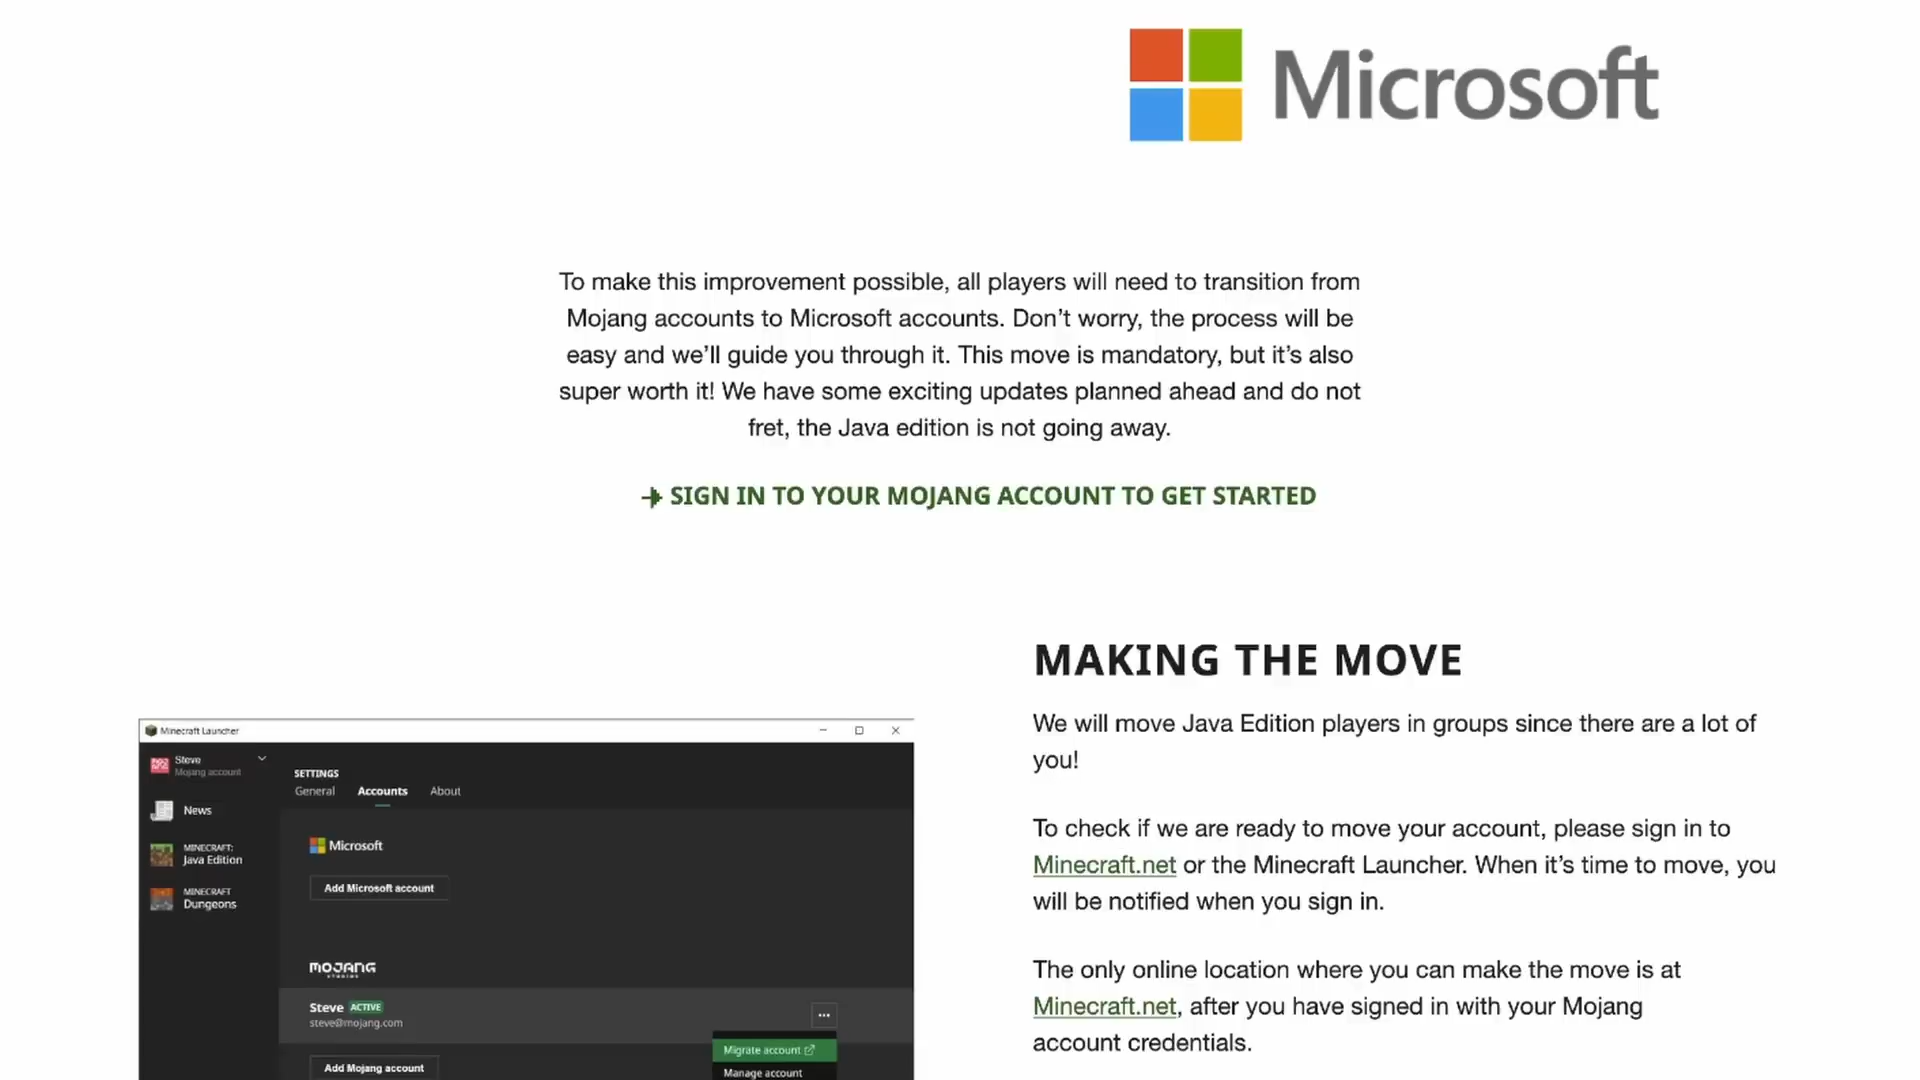 Microsoft
To make this improvement possible, all players will need to transition from
Mojang accounts to Microsoft accounts. Don’t worry, the process will be
easy and we’ll guide you through it. This move is mandatory, but it’s also
super worth it! We have some exciting updates planned ahead and do not
fret, the Java edition is not going away.
SIGN IN TO YOUR MOJANG ACCOUNT TO GET STARTED
MAKING THE MOVE
We will move Java Edition players in groups since there are a lot of
you!
To check if we are ready to move your account, please sign in to
Minecraft.net or the Minecraft Launcher. When it’s time to move, you
will be notified when you sign in.
The only online location where you can make the move is at
Minecraft.net, after you have signed in with your Mojang
account credentials.
Minecraft Launcher
Steve
Mojang account
News
MINECRAFT:
Java Edition
MINECRAFT
Dungeons
SETTINGS
General Accounts About
Microsoft
Add Microsoft account
MOJANG
STUDIOS
Steve ACTIVE
steve@mojang.com
...
Migrate account
Manage account
Add Mojang account